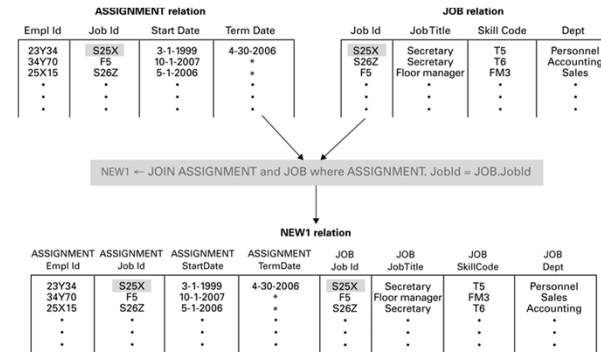 ASSIGNMENT relation
Empl Id Job Id Start Date Term Date
23Y34 S25X 3-1-1999 4-30-2006
34Y70 F5 10-1-2007 *
25X15 S26Z 5-1-2006 *
JOB relation
Job Id JobTitle Skill Code Dept
S25X Secretary T5 Personnel
S26Z Secretary T6 Accounting
F5 Floor manager FM3 Sales
NEW1 ← JOIN ASSIGNMENT and JOB where ASSIGNMENT. JobId = JOB.JobId
NEW1 relation
ASSIGNMENT ASSIGNMENT ASSIGNMENT ASSIGNMENT JOB JOB JOB JOB
Empl Id Job Id StartDate TermDate Job Id JobTitle SkillCode Dept
23Y34 S25X 3-1-1999 4-30-2006 S25X Secretary T5 Personnel
34Y70 F5 10-1-2007 * F5 Floor manager FM3 Sales
25X15 S26Z 5-1-2006 * S26Z Secretary T6 Accounting